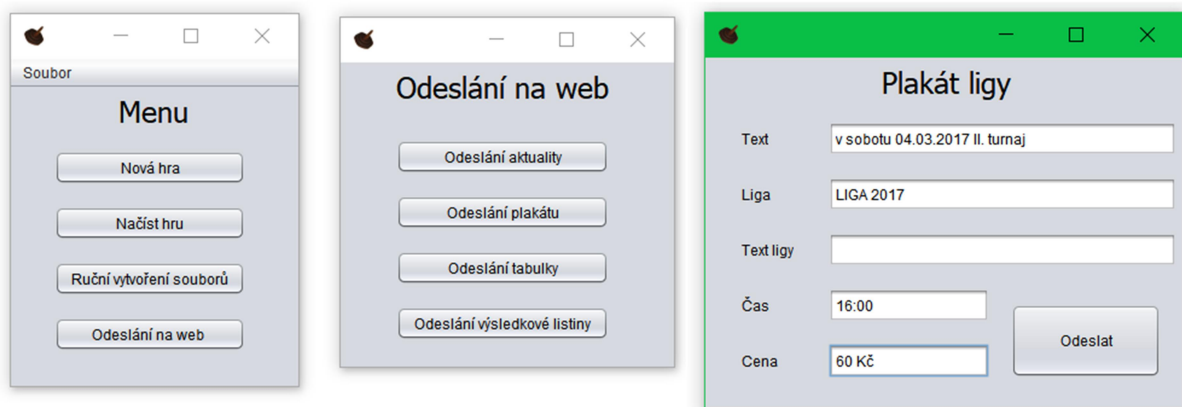 Soubor
Menu
Nová hra
Načíst hru
Ruční vytvoření souborů
Odeslání na web
Odeslání na web
Odeslání aktuality
Odeslání plakátu
Odeslání tabulky
Odeslání výsledkové listiny
Plakát ligy
Text v sobotu 04.03.2017 II. turnaj
Liga LIGA 2017
Text ligy
Čas 16:00
Cena 60 Kč
Odeslat